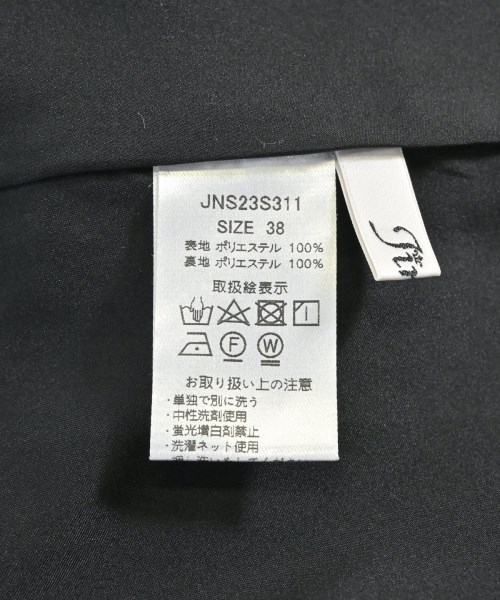 JNS23S311
SIZE 38
表地 ポリエステル 100%
裏地 ポリエステル 100%
取扱絵表示
F W
お取り扱い上の注意
・単独で別に洗う
・中性洗剤使用
・蛍光増白剤禁止
・洗濯ネット使用